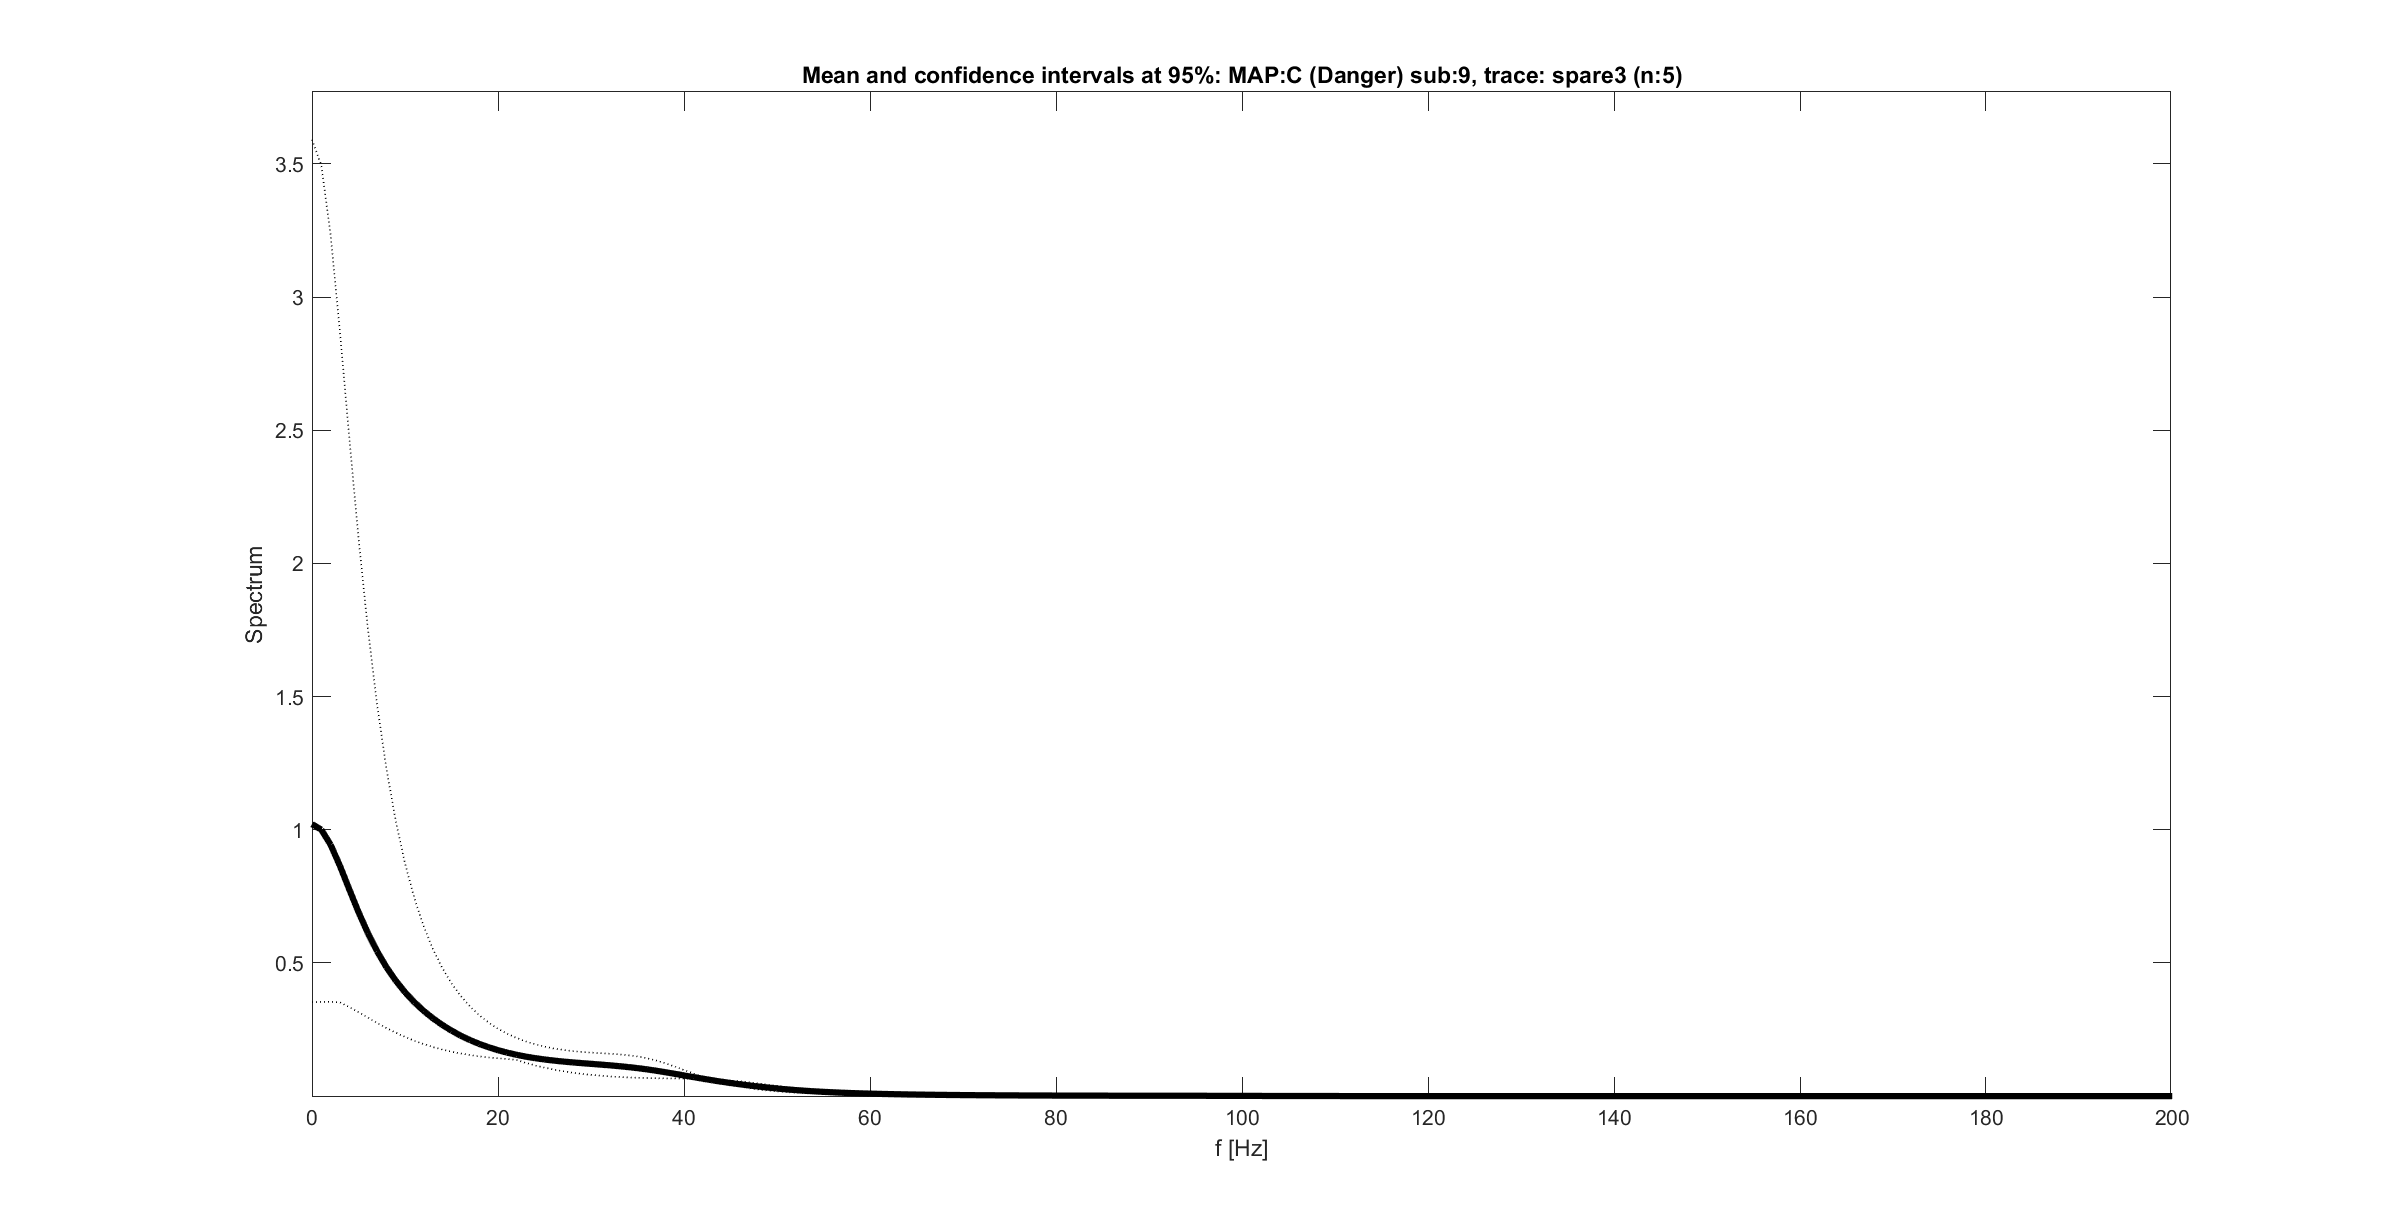 Mean and confidence intervals at 95%: MAP:C (Danger) sub:9, trace: spare3 (n:5)
3.5
3
2.5
2
1.5
1
0.5
Spectrum
0 20 40 60 80 100 120 140 160 180 200
f [Hz]